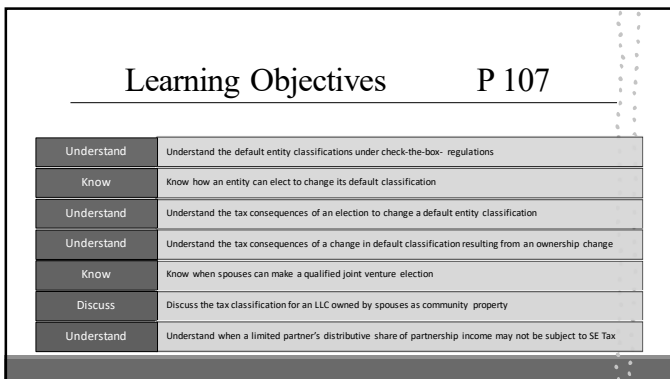 Learning Objectives P 107
Understand Understand the default entity classifications under check-the-box- regulations
Know Know how an entity can elect to change its default classification
Understand Understand the tax consequences of an election to change a default entity classification
Understand Understand the tax consequences of a change in default classification resulting from an ownership change
Know Know when spouses can make a qualified joint venture election
Discuss Discuss the tax classification for an LLC owned by spouses as community property
Understand Understand when a limited partner's distributive share of partnership income may not be subject to SE Tax